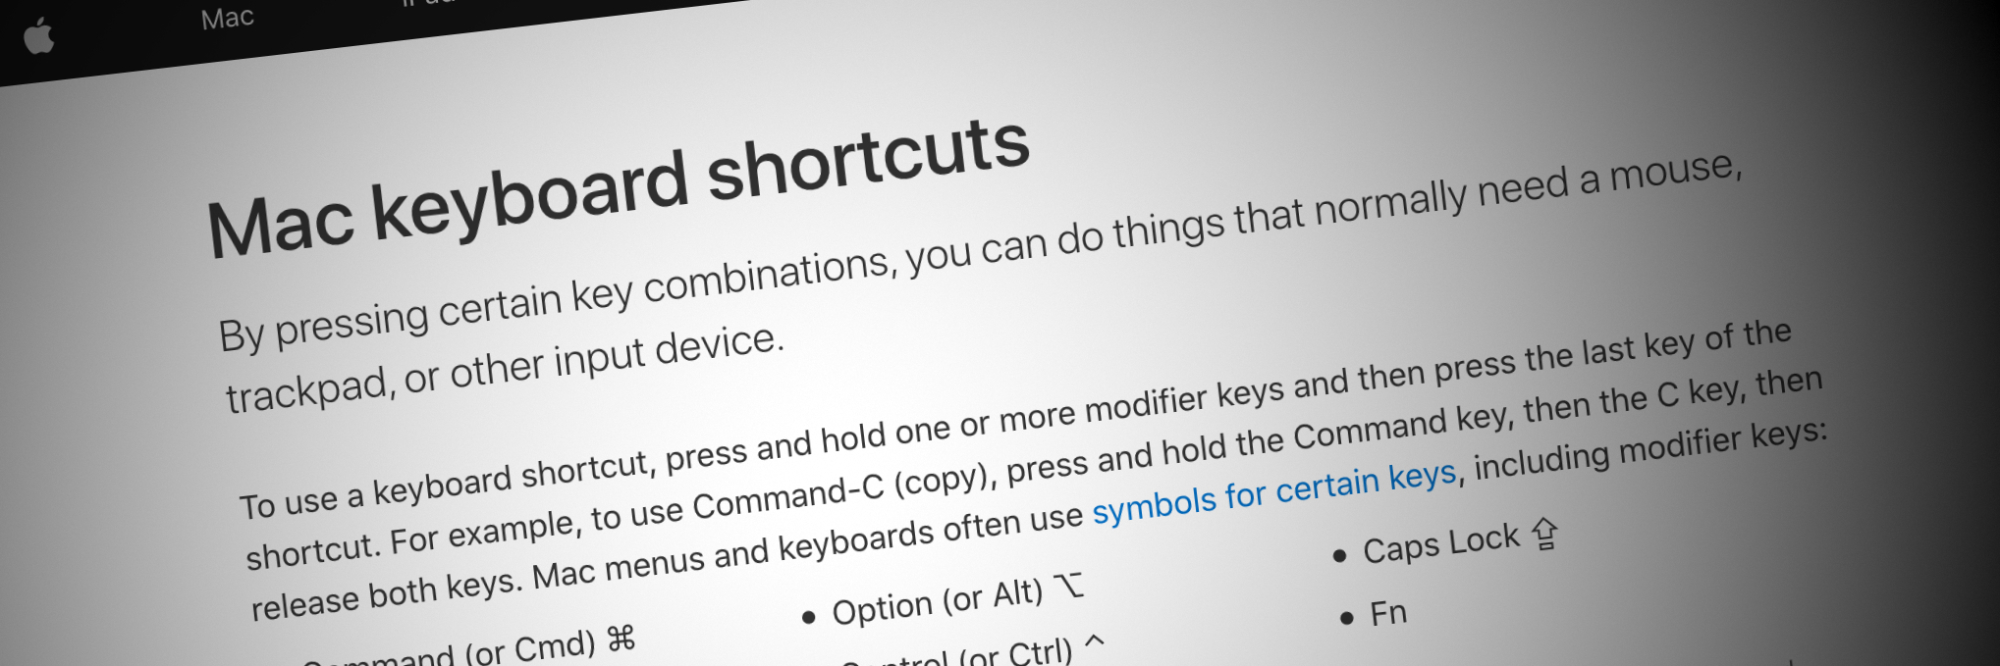 Mac
Mac keyboard shortcuts
By pressing certain key combinations, you can do things that normally need a mouse,
trackpad, or other input device.
To use a keyboard shortcut, press and hold one or more modifier keys and then press the last key of the
shortcut. For example, to use Command-C (copy), press and hold the Command key, then the C key, then
release both keys. Mac menus and keyboards often use symbols for certain keys, including modifier keys:
Command (or Cmd) ⌘
• Option (or Alt) ⌥
• Caps Lock ⇪
Control (or Ctrl) ^
• Fn